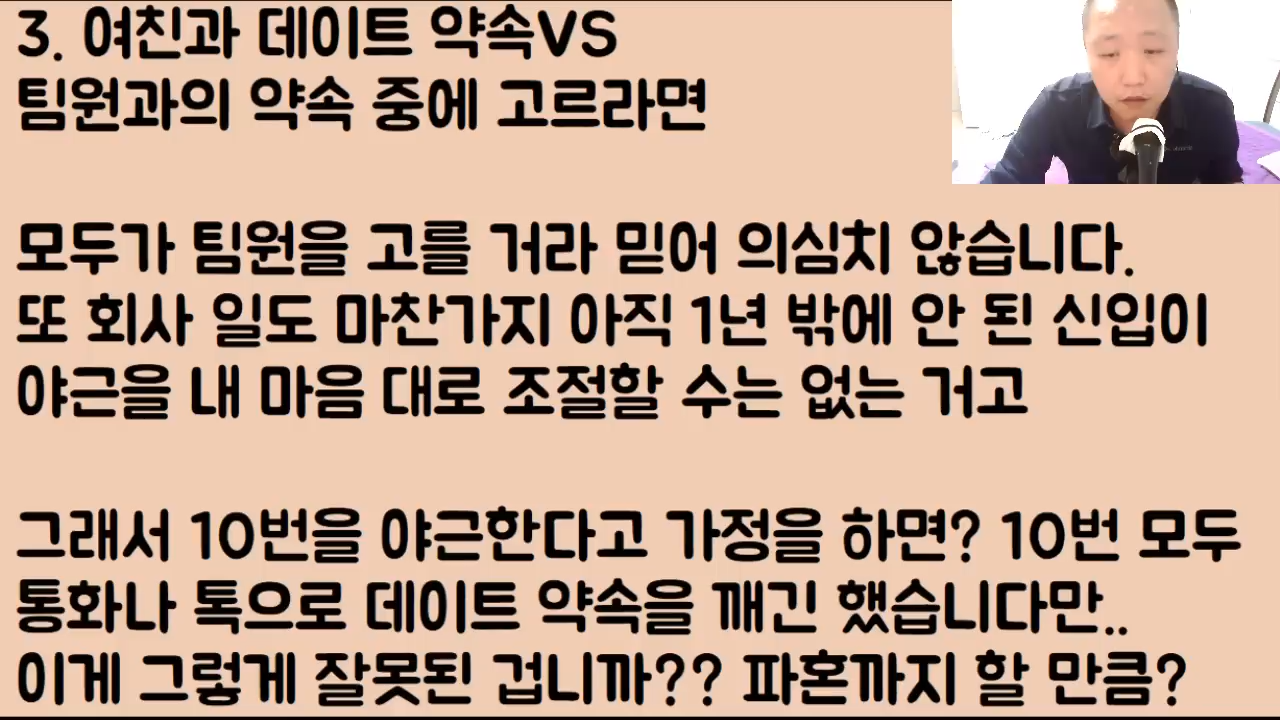 3. 여친과 데이트 약속VS
팀원과의 약속 중에 고르라면
모두가 팀원을 고를 거라 믿어 의심치 않습니다.
또 회사 일도 마찬가지 아직 1년 밖에 안 된 신입이
야근을 내 마음 대로 조절할 수는 없는 거고
그래서 10번을 야근한다고 가정을 하면? 10번 모두
통화나 톡으로 데이트 약속을 깨긴 했습니다만..
이게 그렇게 잘못된 겁니까?? 파혼까지 할 만큼?